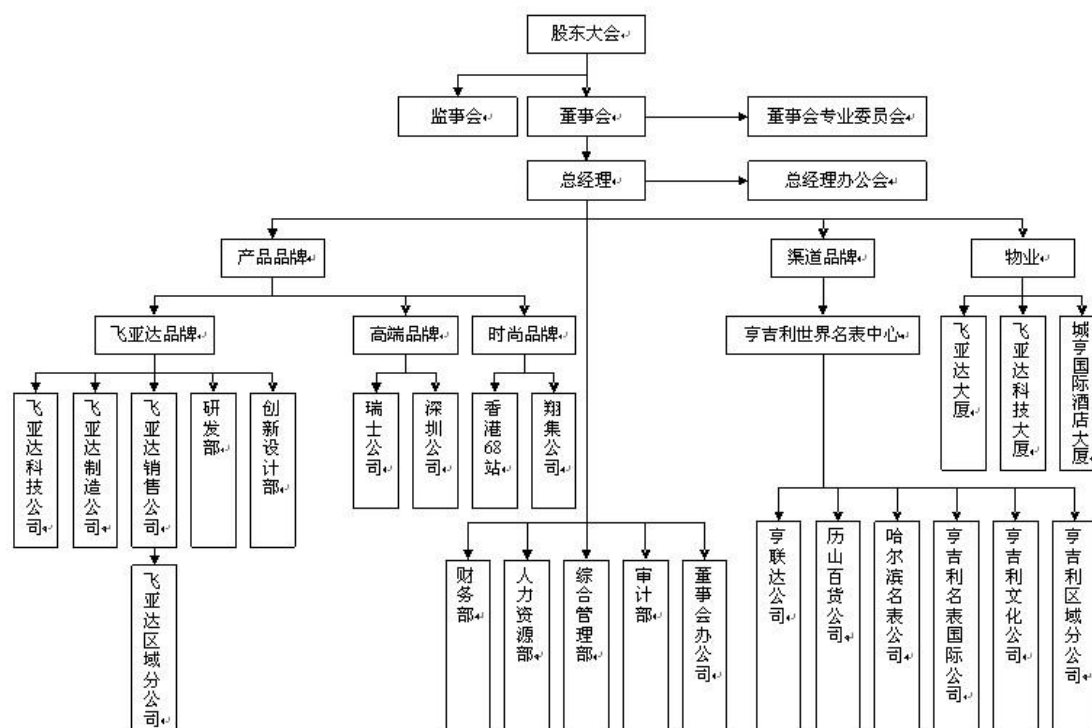 股东大会
监事会
董事会
董事会专业委员会
总经理
总经理办公会
产品品牌
渠道品牌
物业
飞亚达品牌
高端品牌
时尚品牌
亨吉利世界名表中心
飞亚达大厦
飞亚达科技大厦
城亨国际酒店大厦
飞亚达科技公司
飞亚达制造公司
飞亚达销售公司
研发部
创新设计部
瑞士公司
深圳公司
香港68站
翔集公司
飞亚达区域分公司
财务部
人力资源部
综合管理部
审计部
董事会办公司
亨联达公司
历山百货公司
哈尔滨名表公司
亨吉利名表国际公司
亨吉利文化公司
亨吉利区域分公司